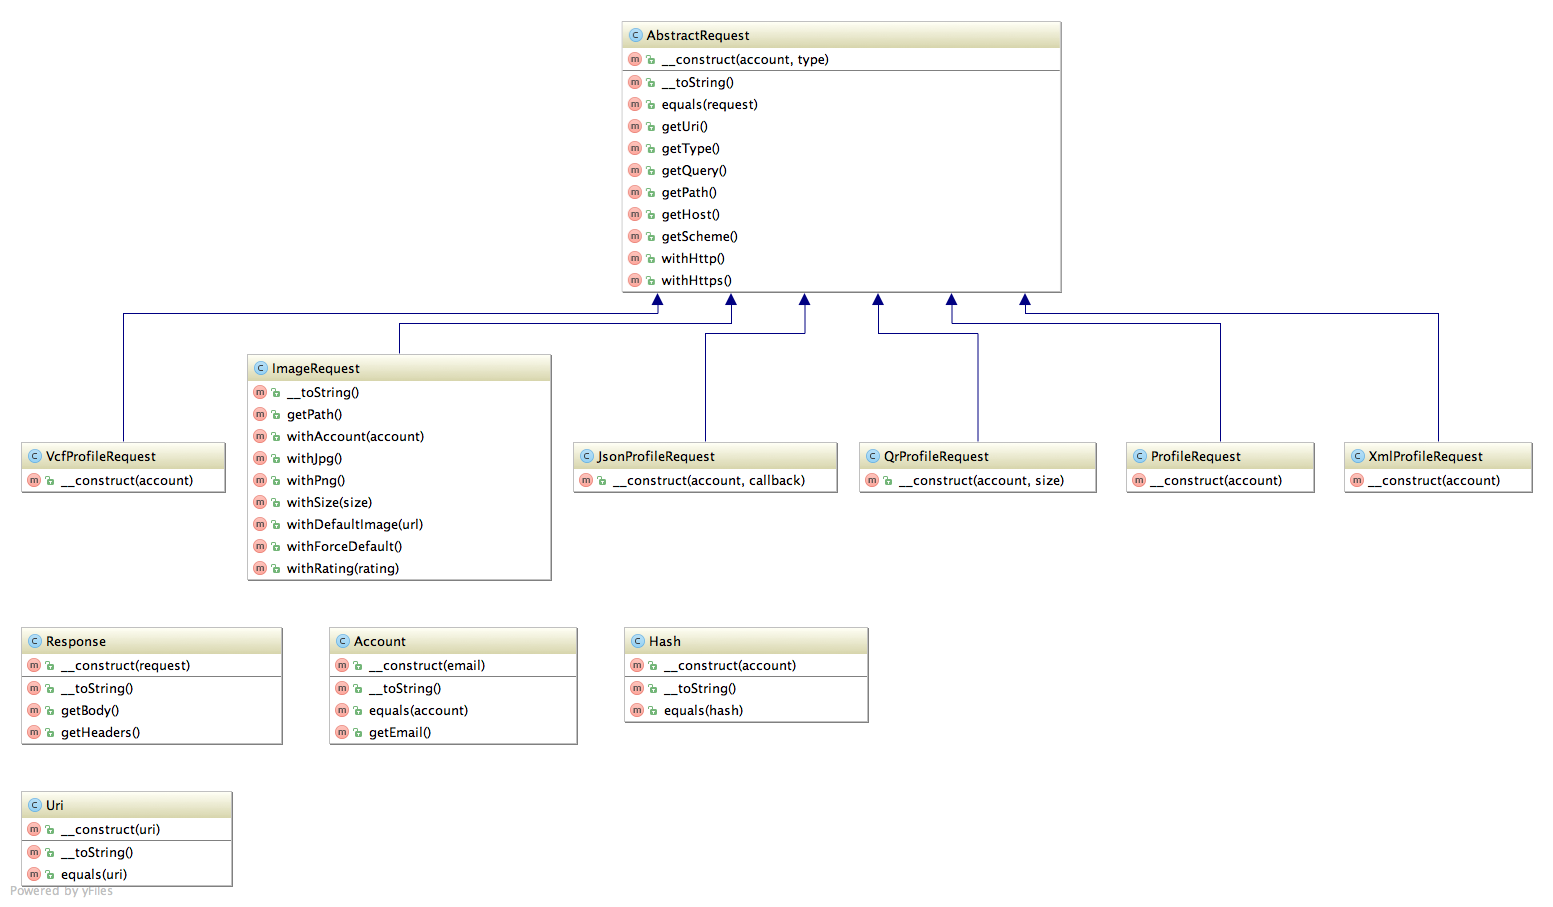 AbstractRequest
__construct(account, type)
__toString()
equals(request)
getUri()
getType()
getQuery()
getPath()
getHost()
getScheme()
withHttp()
withHttps()
ImageRequest
__toString()
getPath()
withAccount(account)
withJpg()
withPng()
withSize(size)
withDefaultImage(url)
withForceDefault()
withRating(rating)
VcfProfileRequest
__construct(account)
JsonProfileRequest
__construct(account, callback)
QrProfileRequest
__construct(account, size)
ProfileRequest
__construct(account)
XmlProfileRequest
__construct(account)
Response
__construct(request)
__toString()
getBody()
getHeaders()
Account
__construct(email)
__toString()
equals(account)
getEmail()
Hash
__construct(account)
__toString()
equals(hash)
Uri
__construct(uri)
__toString()
equals(uri)
Powered by yFiles